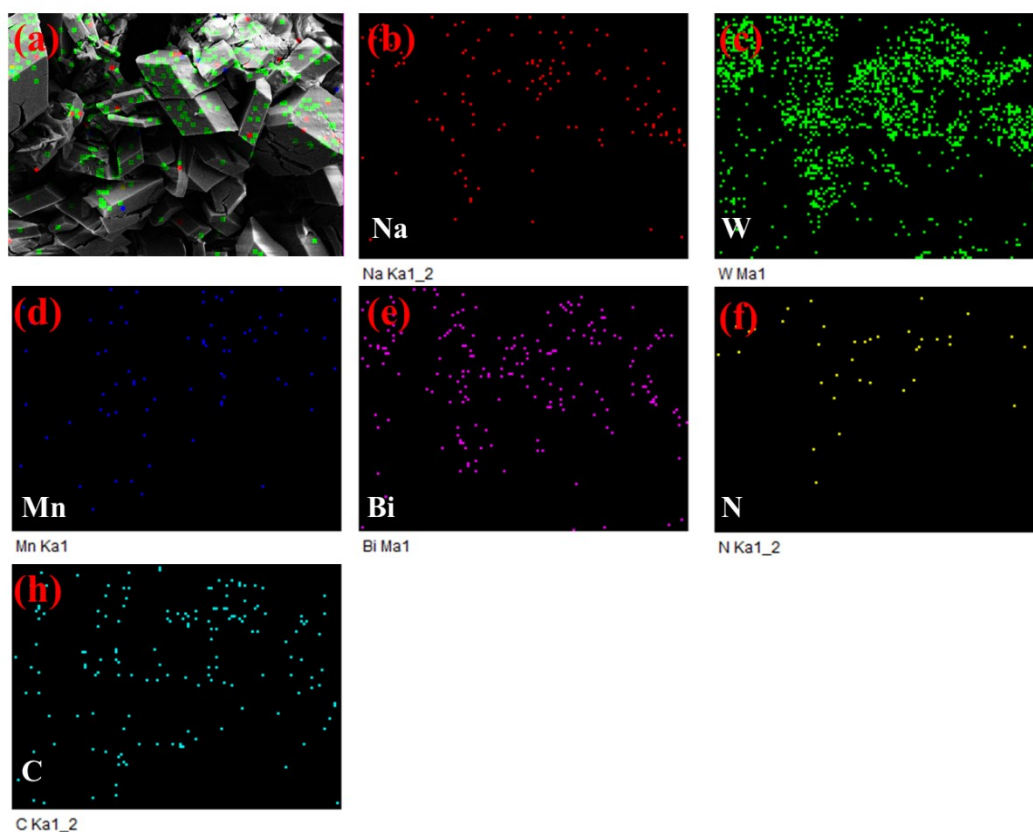 (a)
(b)
Na
Na Ka1_2
(c)
W
W Ma1
(d)
Mn
Mn Ka1
(e)
Bi
Bi Ma1
(f)
N
N Ka1_2
(h)
C
C Ka1_2